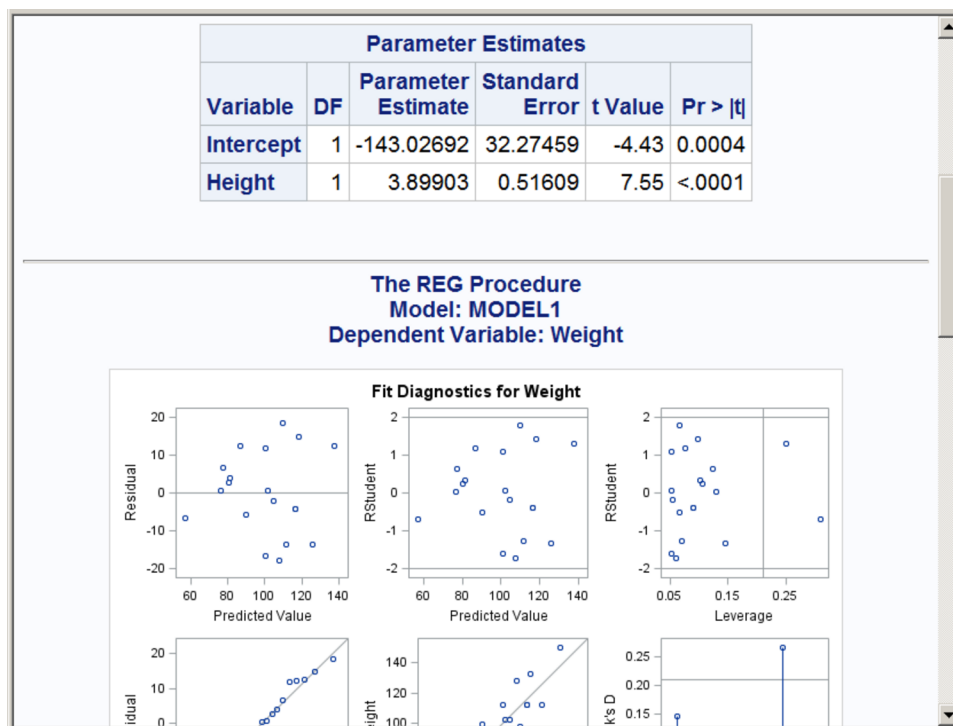 Parameter Estimates
Variable DF Parameter Estimate Standard Error t Value Pr > |t|
Intercept 1 -143.02692 32.27459 -4.43 0.0004
Height 1 3.89903 0.51609 7.55 <.0001
The REG Procedure
Model: MODEL1
Dependent Variable: Weight
Fit Diagnostics for Weight
Residual
20
10
0
-10
-20
60 80 100 120 140
Predicted Value
RStudent
2
1
0
-1
-2
60 80 100 120 140
Predicted Value
RStudent
2
1
0
-1
-2
0.05 0.15 0.25
Leverage
20
10
0
140
120
100
0.25
0.20
0.15